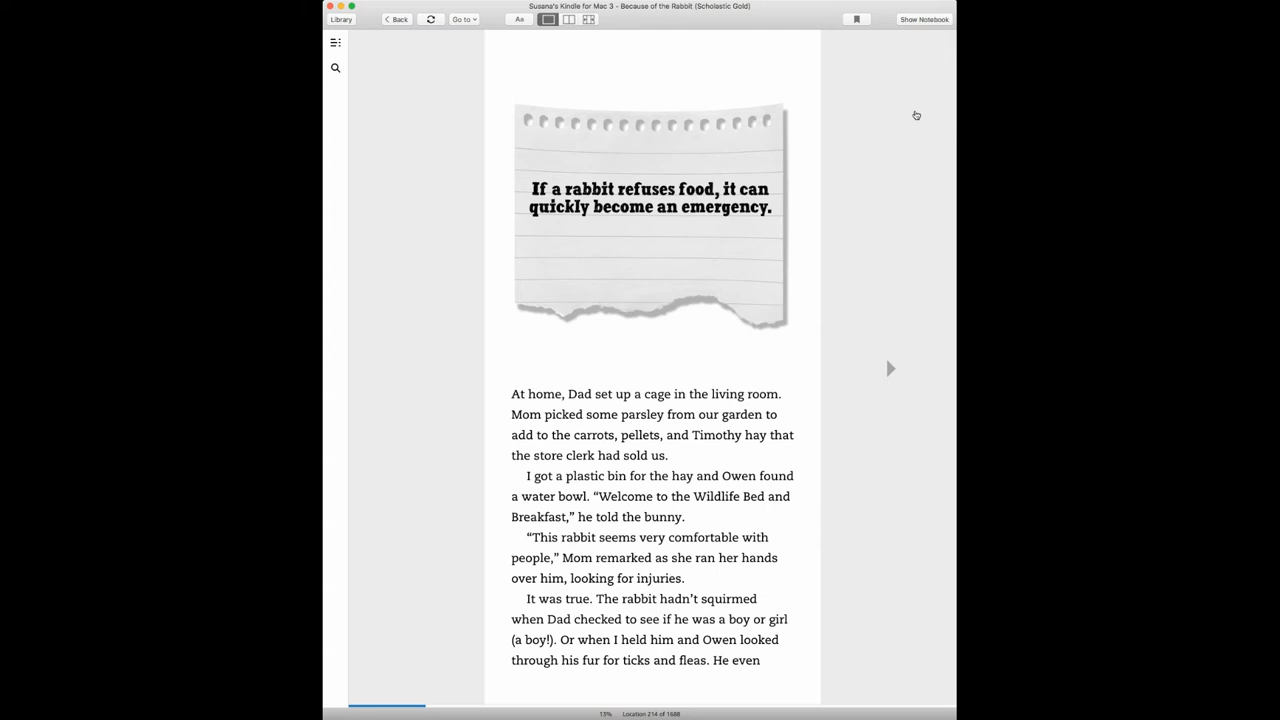 Susana's Kindle for Mac 3 - Because of the Rabbit (Scholastic Gold)
Library
Back
Go to
Aa
Show Notebook
If a rabbit refuses food, it can
quickly become an emergency.
At home, Dad set up a cage in the living room.
Mom picked some parsley from our garden to
add to the carrots, pellets, and Timothy hay that
the store clerk had sold us.
I got a plastic bin for the hay and Owen found
a water bowl. “Welcome to the Wildlife Bed and
Breakfast,” he told the bunny.
“This rabbit seems very comfortable with
people,” Mom remarked as she ran her hands
over him, looking for injuries.
It was true. The rabbit hadn’t squirmed
when Dad checked to see if he was a boy or girl
(a boy!). Or when I held him and Owen looked
through his fur for ticks and fleas. He even
13% Location 214 of 1688